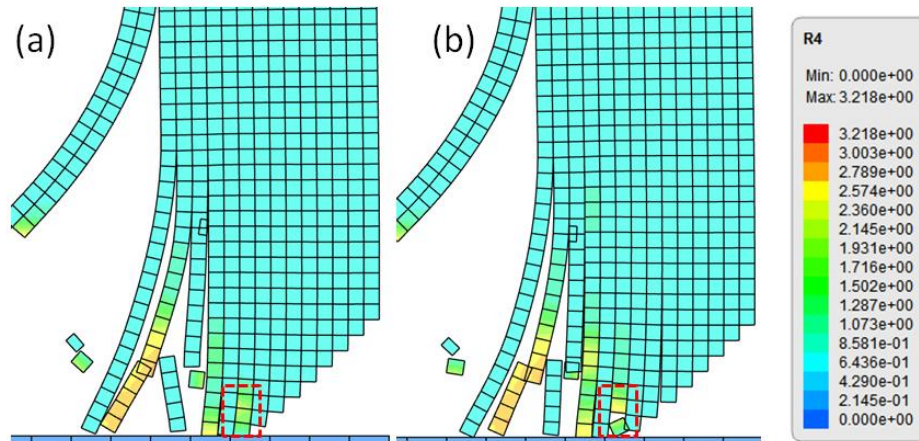 (a)
(b)
R4
Min: 0.000e+00
Max: 3.218e+00
3.218e+00
3.003e+00
2.789e+00
2.574e+00
2.360e+00
2.145e+00
1.931e+00
1.716e+00
1.502e+00
1.287e+00
1.073e+00
8.581e-01
6.436e-01
4.290e-01
2.145e-01
0.000e+00